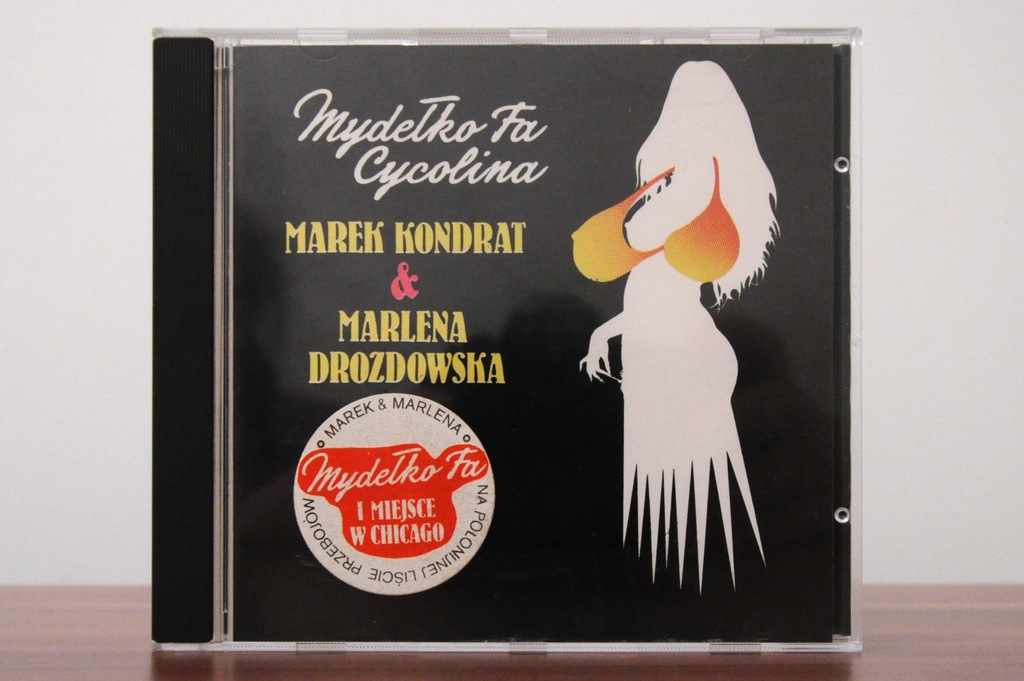 Mydełko Fa
Cycolina
MAREK KONDRAT
&
MARLENA
DROZDOWSKA
MAREK & MARLENA
Mydełko Fa
I MIEJSCE
W CHICAGO
NA POLONIJNEJ LIŚCIE PRZEBOJÓW